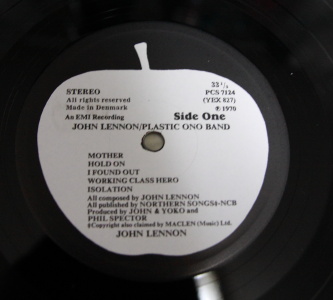 STEREO
33 1/3
All rights reserved
PCS 7124
Made in Denmark
(YEX 827)
An EMI Recording
℗ 1970
Side One
JOHN LENNON/PLASTIC ONO BAND
MOTHER
HOLD ON
I FOUND OUT
WORKING CLASS HERO
ISOLATION
All composed by JOHN LENNON
All published by NORTHERN SONGS‡-NCB
Produced by JOHN & YOKO and
PHIL SPECTOR
‡Copyright also claimed by MACLEN (Music) Ltd.
JOHN LENNON